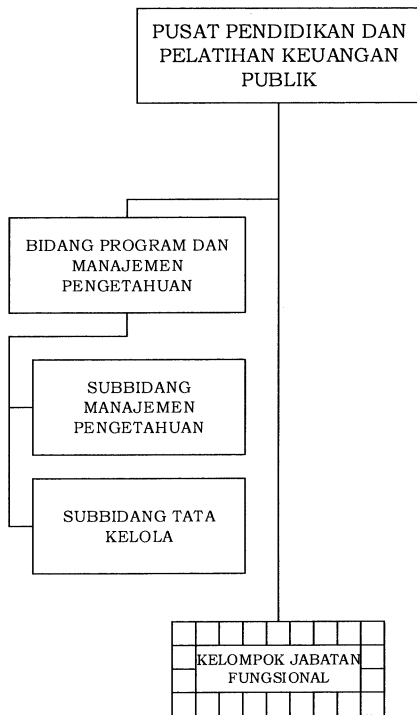 PUSAT PENDIDIKAN DAN
PELATIHAN KEUANGAN
PUBLIK
BIDANG PROGRAM DAN
MANAJEMEN
PENGETAHUAN
SUBBIDANG
MANAJEMEN
PENGETAHUAN
SUBBIDANG TATA
KELOLA
KELOMPOK JABATAN
FUNGSIONAL